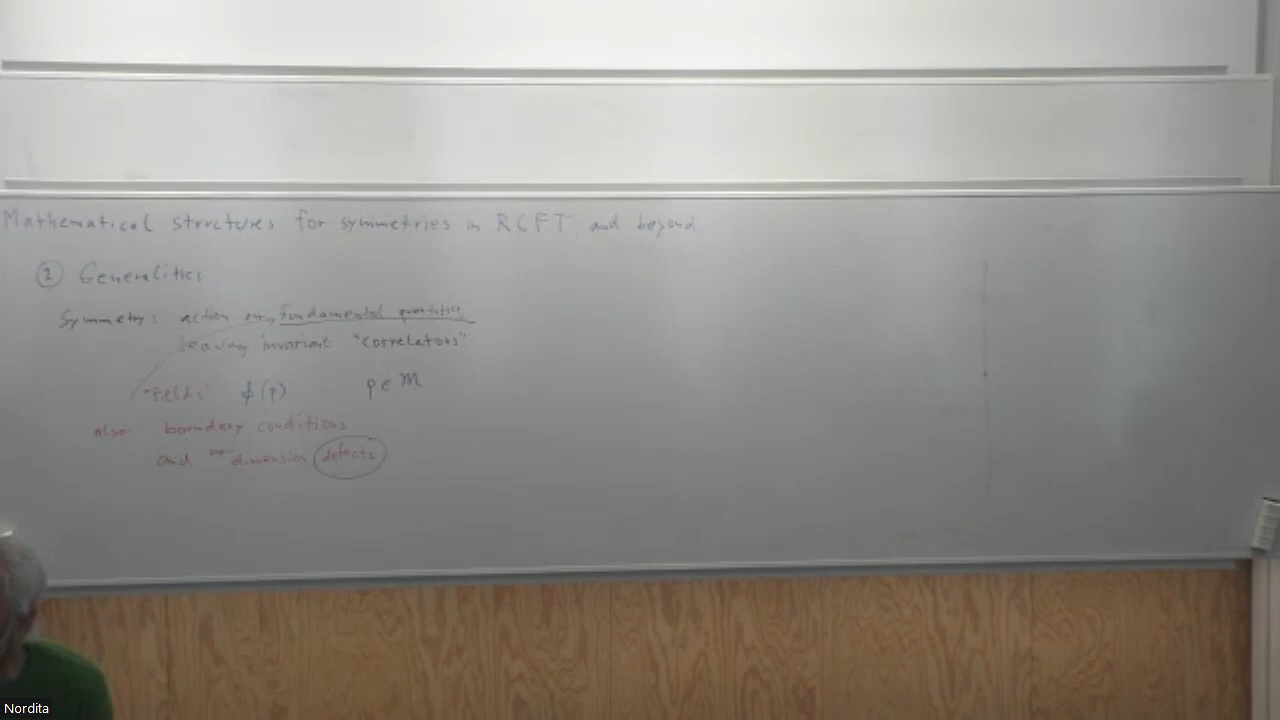 Mathematical structures for symmetries in RCFT and beyond
① Generalities
Symmetry: action on fundamental quantities
leaving invariant "correlators"
"Fields" ϕ(p) p ∈ M
also: boundary conditions
and dimension defects
Nordita